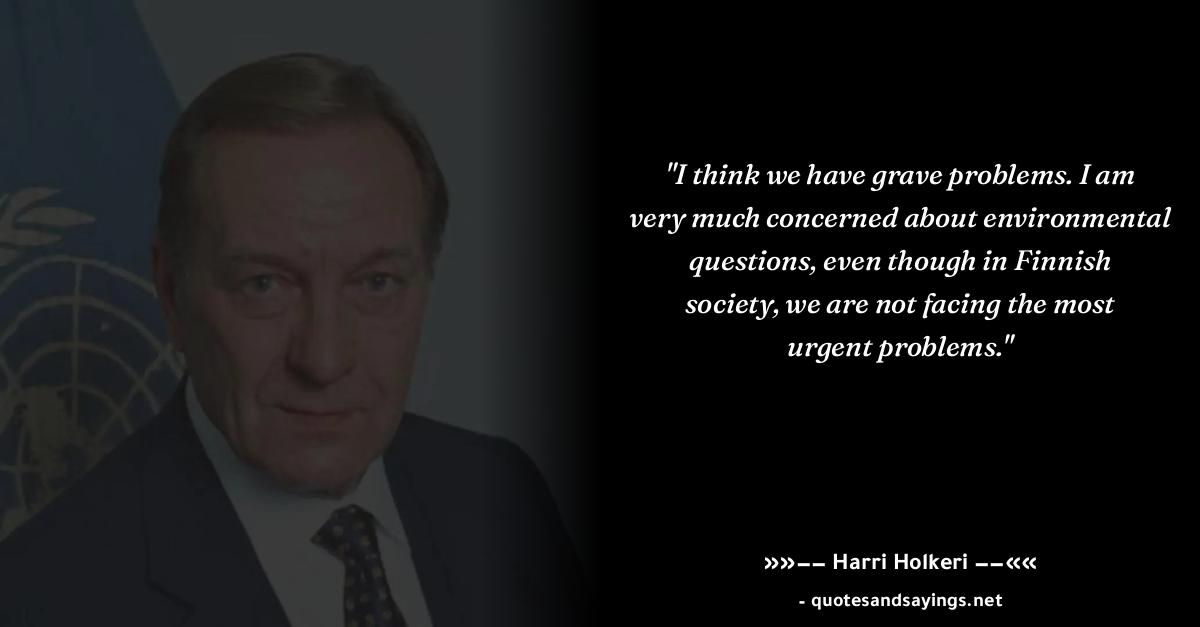 "I think we have grave problems. I am
very much concerned about environmental
questions, even though in Finnish
society, we are not facing the most
urgent problems."
»»−− Harri Holkeri −−««
- quotesandsayings.net